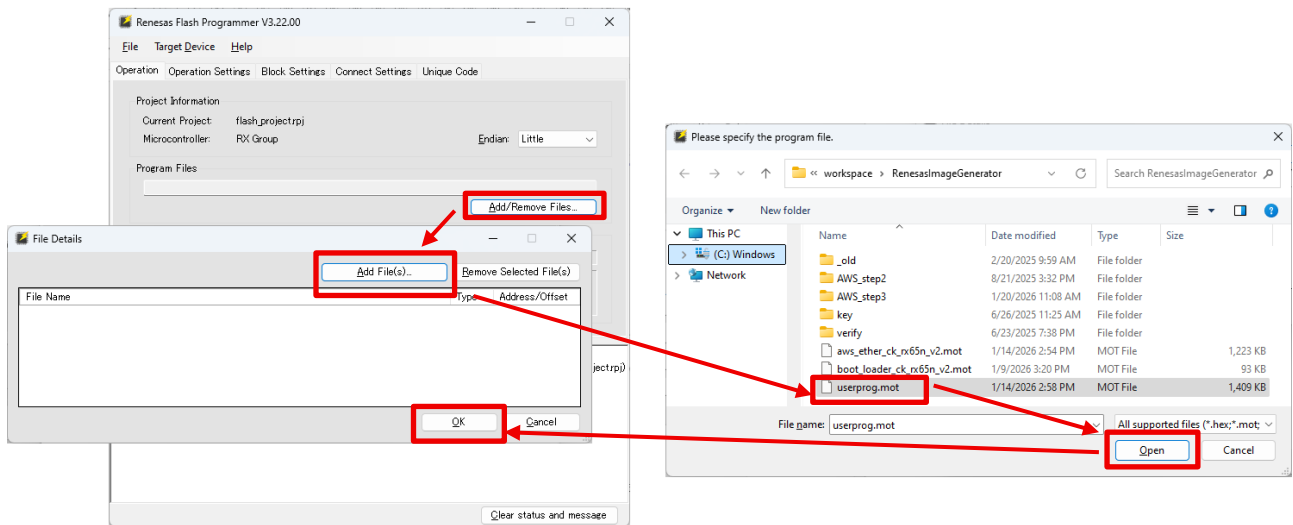 Renesas Flash Programmer V3.22.00
File Target Device Help
Operation Operation Settings Block Settings Connect Settings Unique Code
Project Information
Current Project: flash_project.rpj
Microcontroller: RX Group
Endian: Little
Program Files
Add/Remove Files...
File Details
Add File(s)... Remove Selected File(s)
File Name Type Address/Offset
ject.rpj)
OK Cancel
Clear status and message
Please specify the program file.
« workspace › RenesasImageGenerator
Search RenesasImageGenerator
Organize New folder
This PC
(C:) Windows
Network
Name Date modified Type Size
_old 2/20/2025 9:59 AM File folder
AWS_step2 8/21/2025 3:32 PM File folder
AWS_step3 1/20/2026 11:08 AM File folder
key 6/26/2025 11:25 AM File folder
verify 6/23/2025 7:38 PM File folder
aws_ether_ck_rx65n_v2.mot 1/14/2026 2:54 PM MOT File 1,223 KB
boot_loader_ck_rx65n_v2.mot 1/9/2026 3:20 PM MOT File 93 KB
userprog.mot 1/14/2026 2:58 PM MOT File 1,409 KB
File name: userprog.mot
All supported files (*.hex;*.mot;
Open Cancel